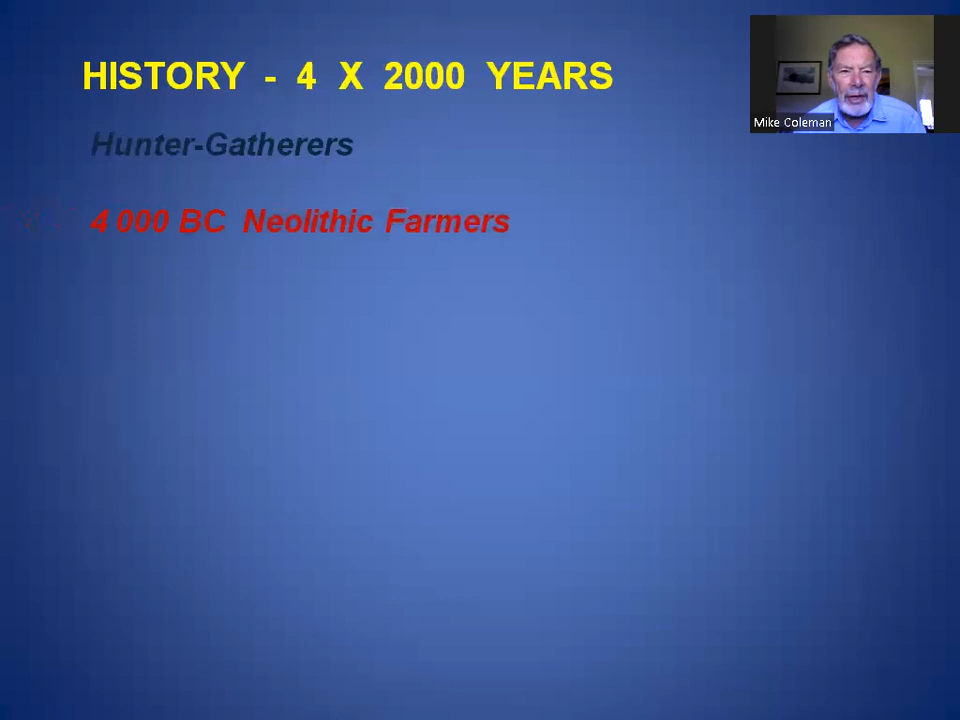 HISTORY - 4 X 2000 YEARS
Mike Coleman
Hunter-Gatherers
4 000 BC Neolithic Farmers